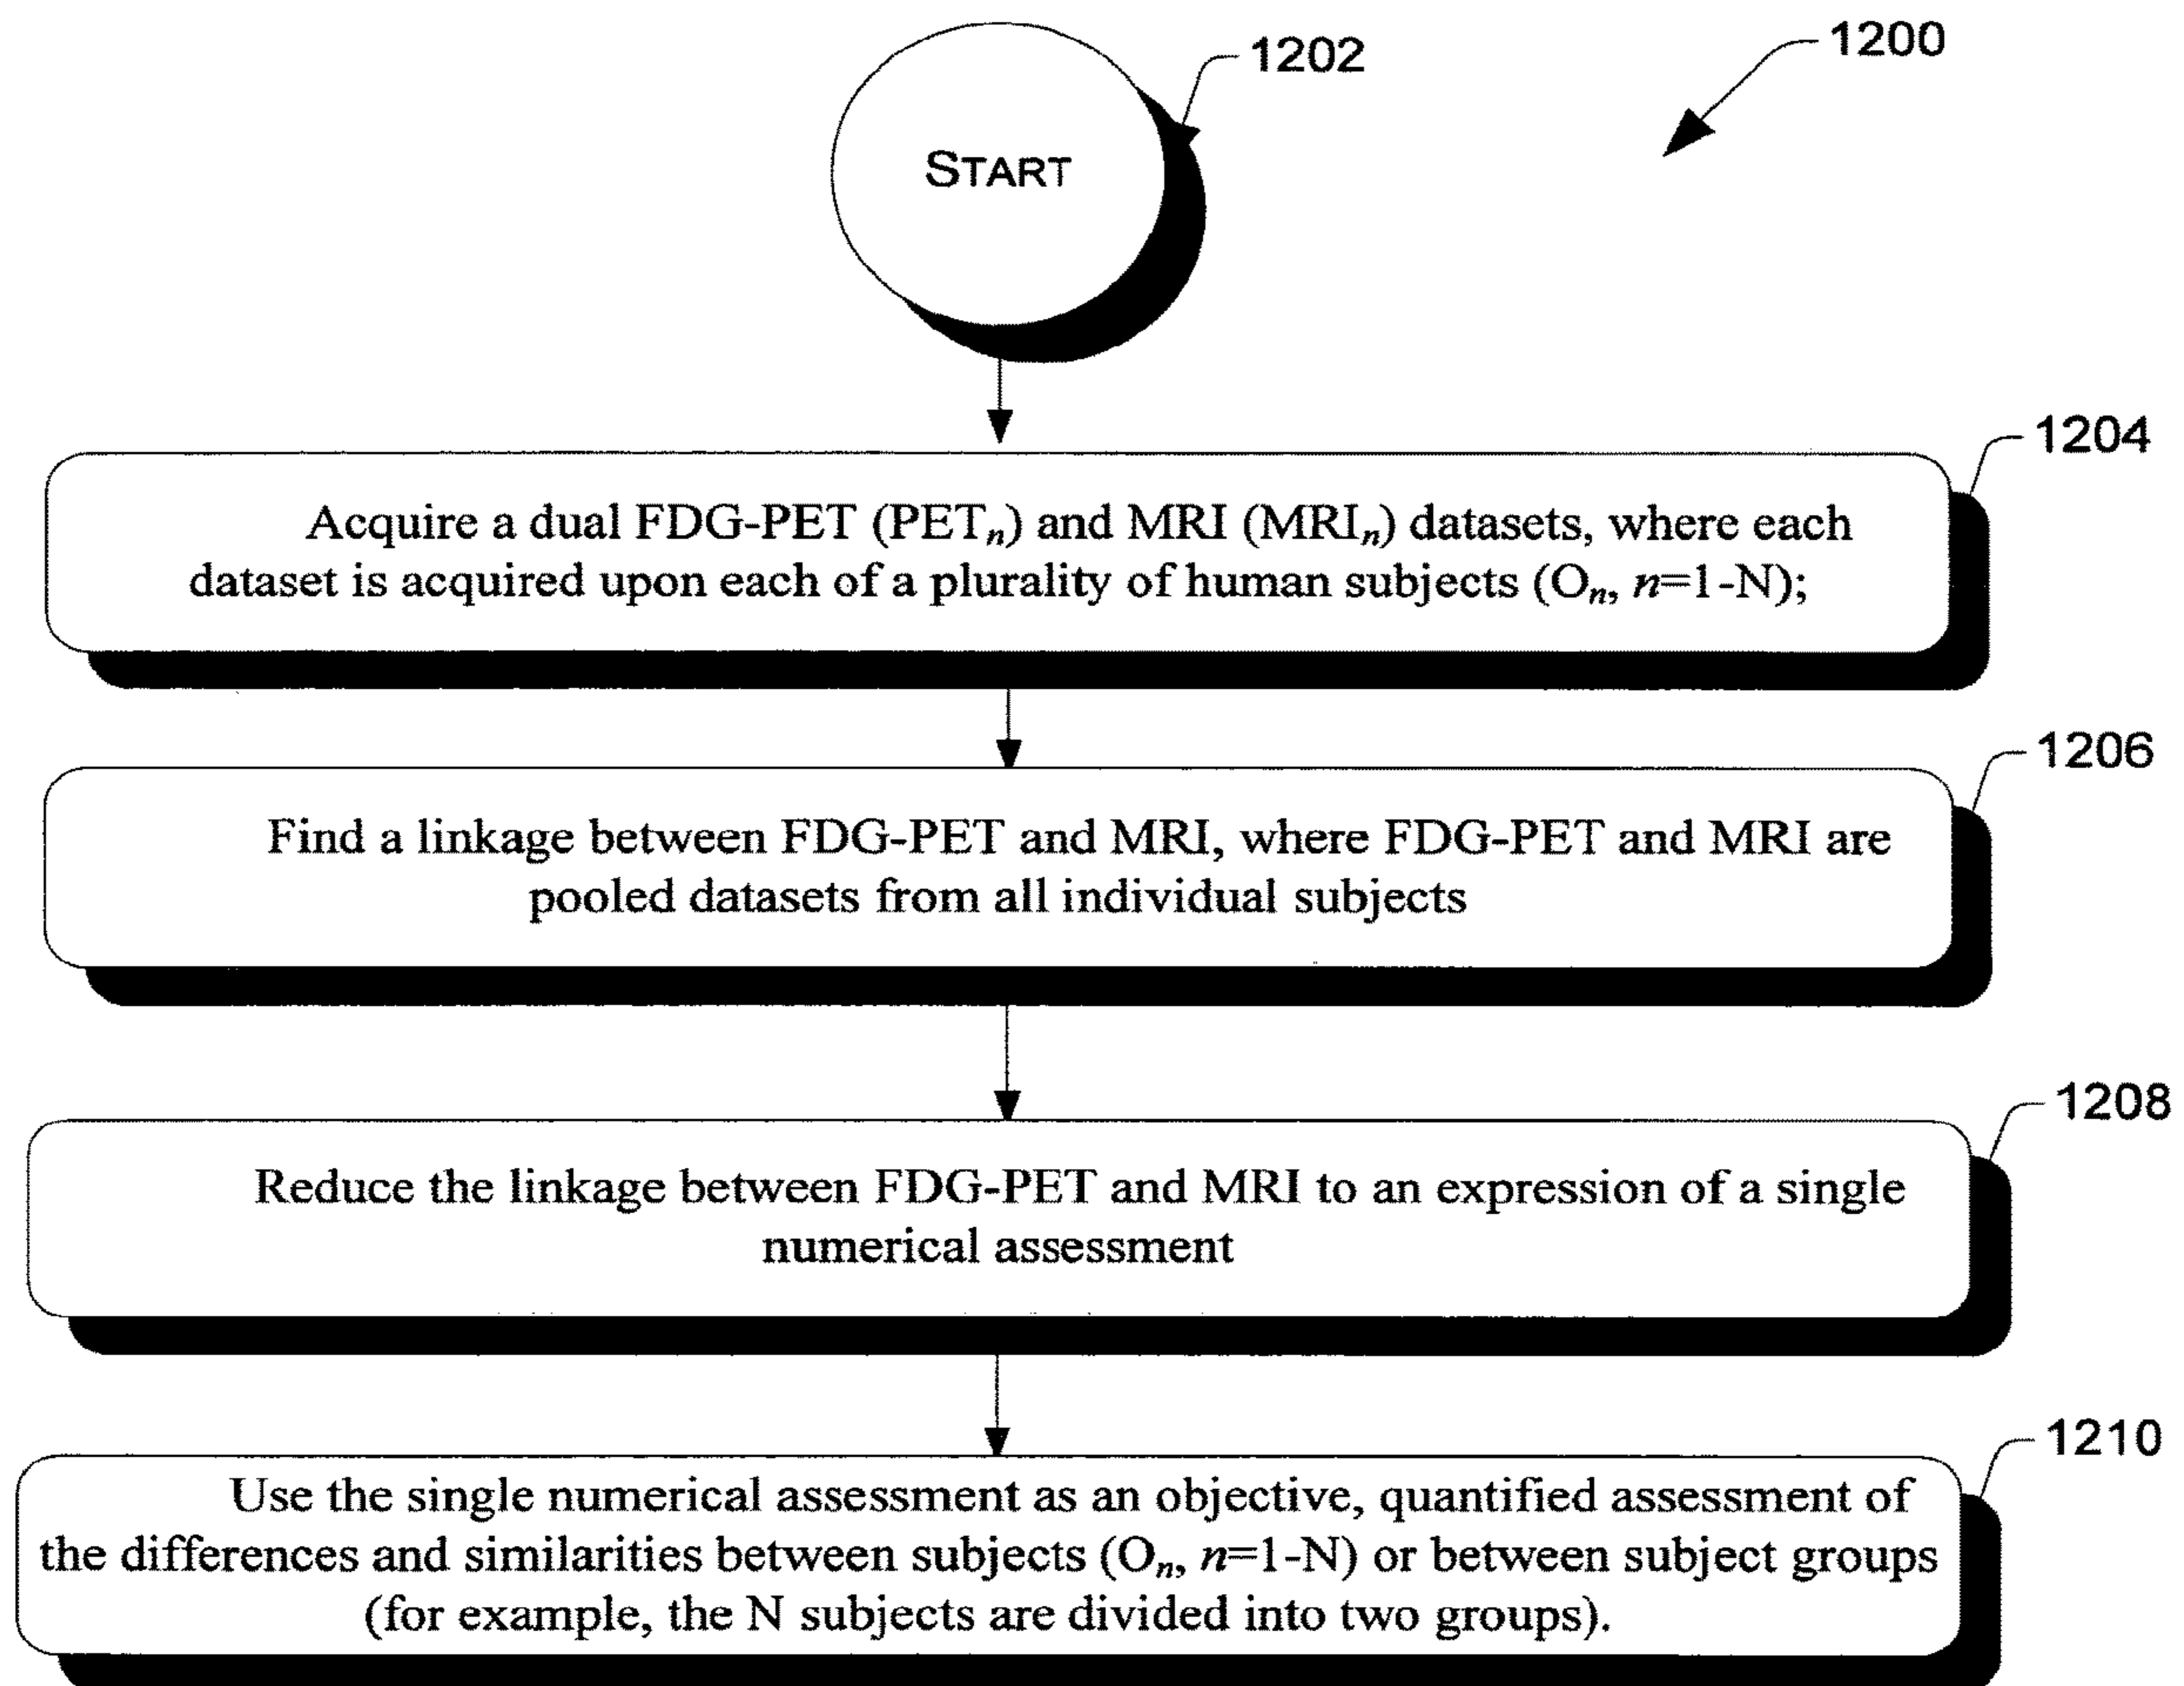 1202
1200
START
1204
Acquire a dual FDG-PET (PETn) and MRI (MRIn) datasets, where each
dataset is acquired upon each of a plurality of human subjects (On, n=1-N);
1206
Find a linkage between FDG-PET and MRI, where FDG-PET and MRI are
pooled datasets from all individual subjects
1208
Reduce the linkage between FDG-PET and MRI to an expression of a single
numerical assessment
1210
Use the single numerical assessment as an objective, quantified assessment of
the differences and similarities between subjects (On, n=1-N) or between subject groups
(for example, the N subjects are divided into two groups).